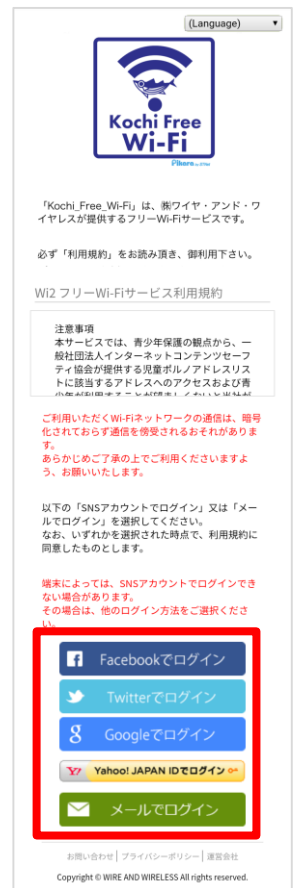 (Language)
Kochi Free
Wi-Fi
「Kochi_Free_Wi-Fi」は、㈱ワイヤ・アンド・ワ
イヤレスが提供するフリーWi-Fiサービスです。
必ず「利用規約」をお読み頂き、御利用下さい。
Wi2 フリーWi-Fiサービス利用規約
注意事項
本サービスでは、青少年保護の観点から、一
般社団法人インターネットコンテンツセーフ
ティ協会が提供する児童ポルノアドレスリス
トに該当するアドレスへのアクセスおよび青
ご利用いただくWi-Fiネットワークの通信は、暗号
化されておらず通信を傍受されるおそれがありま
す。
あらかじめご了承の上でご利用くださいますよ
う、お願いいたします。
以下の「SNSアカウントでログイン」又は「メー
ルでログイン」を選択してください。
なお、いずれかを選択された時点で、利用規約に
同意したものとします。
端末によっては、SNSアカウントでログインでき
ない場合があります。
その場合は、他のログイン方法をご選択くださ
い。
Facebookでログイン
Twitterでログイン
Googleでログイン
Y? Yahoo! JAPAN IDでログイン
メールでログイン
お問い合わせ│プライバシーポリシー│運営会社
Copyright © WIRE AND WIRELESS All rights reserved.